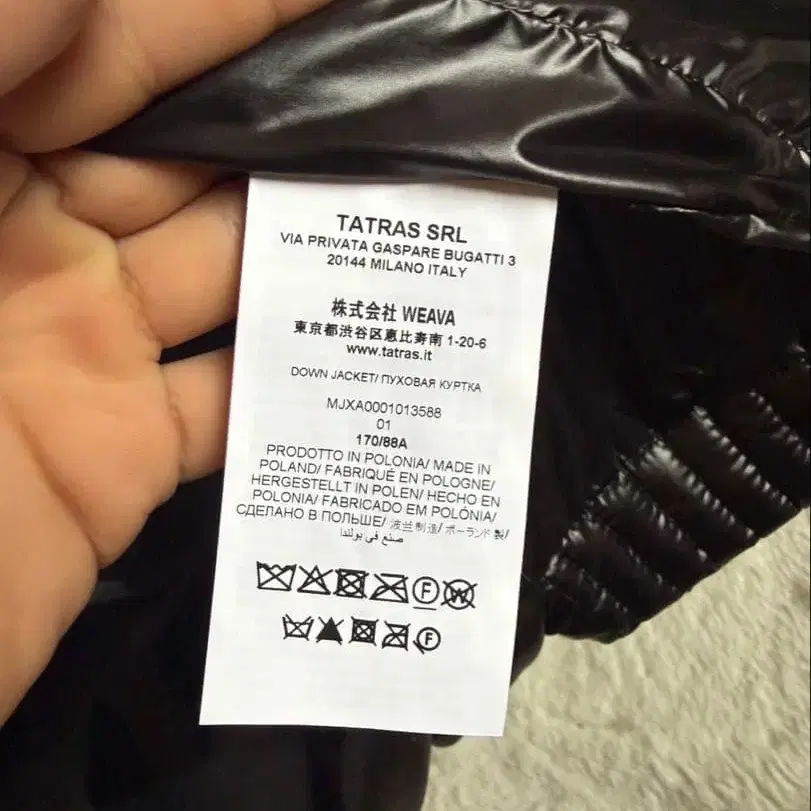 TATRAS SRL
VIA PRIVATA GASPARE BUGATTI 3
20144 MILANO ITALY
株式会社 WEAVA
東京都渋谷区恵比寿南 1-20-6
www.tatras.it
DOWN JACKET/ ПУХОВАЯ КУРТКА
MJXA0001013588
01
170/88A
PRODOTTO IN POLONIA/ MADE IN
POLAND/ FABRIQUÉ EN POLOGNE/
HERGESTELLT IN POLEN/ HECHO EN
POLONIA/ FABRICADO EM POLÓNIA/
СДЕЛАНО В ПОЛЬШЕ/ 波兰制造/ ポーランド製/
صنع في بولندا
F W
F